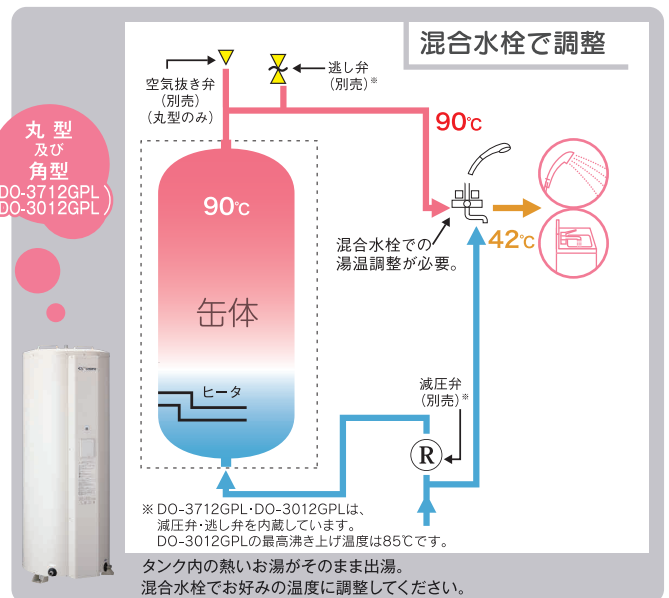 混合水栓で調整
空気抜き弁
(別売)
(丸型のみ)
逃し弁
(別売)※
丸 型
及び
角型
(DO-3712GPL
DO-3012GPL)
90℃
90℃
42℃
混合水栓での
湯温調整が必要。
缶体
ヒータ
減圧弁
(別売)※
R
※ DO-3712GPL・DO-3012GPLは、
減圧弁・逃し弁を内蔵しています。
DO-3012GPLの最高沸き上げ温度は85℃です。
タンク内の熱いお湯がそのまま出湯。
混合水栓でお好みの温度に調整してください。